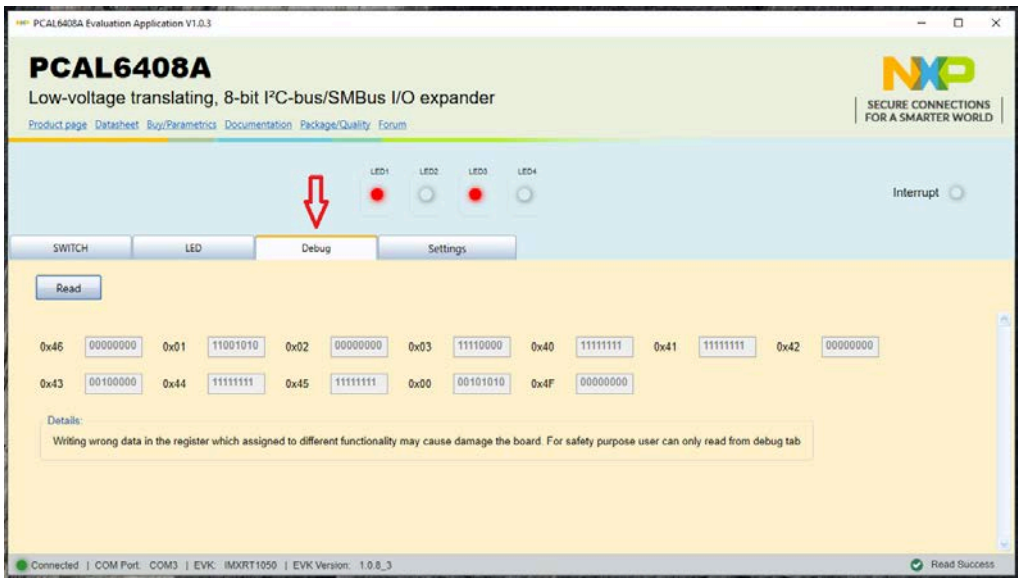 PCAL6408A Evaluation Application V1.0.3
PCAL6408A
Low-voltage translating, 8-bit I²C-bus/SMBus I/O expander
Product page Datasheet Buy/Parametrics Documentation Package/Quality Forum
NXP
SECURE CONNECTIONS
FOR A SMARTER WORLD
LED1 LED2 LED3 LED4
Interrupt
SWITCH LED Debug Settings
Read
0x46 00000000 0x01 11001010 0x02 00000000 0x03 11110000 0x40 11111111 0x41 11111111 0x42 00000000
0x43 00100000 0x44 11111111 0x45 11111111 0x00 00101010 0x4F 00000000
Details:
Writing wrong data in the register which assigned to different functionality may cause damage the board. For safety purpose user can only read from debug tab
Connected | COM Port: COM3 | EVK: IMXRT1050 | EVK Version: 1.0.8_3 Read Success